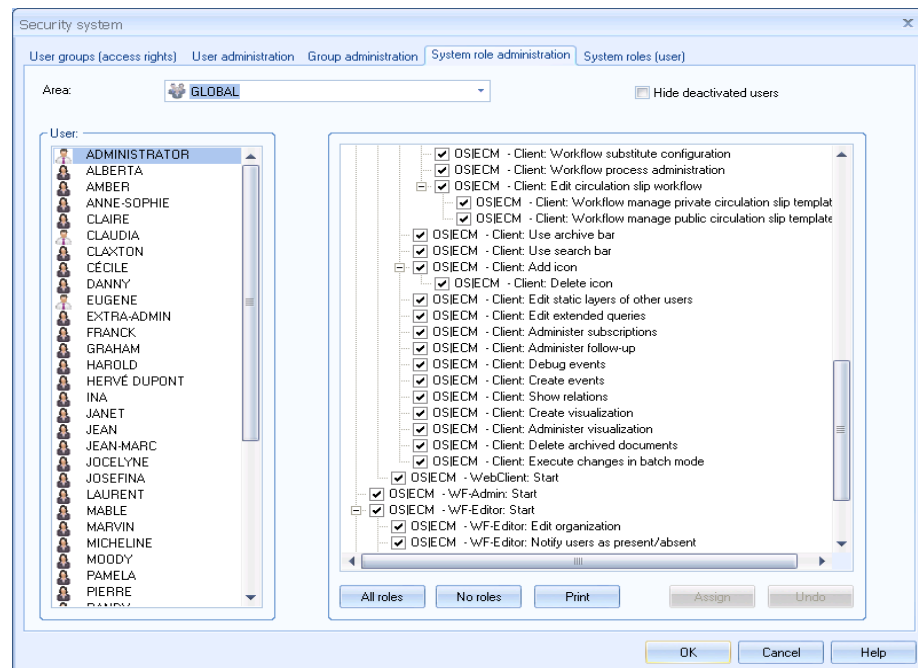 Security system
User groups (access rights) User administration Group administration System role administration System roles (user)
Area: GLOBAL Hide deactivated users
User:
ADMINISTRATOR
ALBERTA
AMBER
ANNE-SOPHIE
CLAIRE
CLAUDIA
CLAXTON
CÉCILE
DANNY
EUGENE
EXTRA-ADMIN
FRANCK
GRAHAM
HAROLD
HERVÉ DUPONT
INA
JANET
JEAN
JEAN-MARC
JOCELYNE
JOSEFINA
LAURENT
MABLE
MARVIN
MICHELINE
MOODY
PAMELA
PIERRE
OS|ECM - Client: Workflow substitute configuration
OS|ECM - Client: Workflow process administration
OS|ECM - Client: Edit circulation slip workflow
OS|ECM - Client: Workflow manage private circulation slip templat
OS|ECM - Client: Workflow manage public circulation slip template
OS|ECM - Client: Use archive bar
OS|ECM - Client: Use search bar
OS|ECM - Client: Add icon
OS|ECM - Client: Delete icon
OS|ECM - Client: Edit static layers of other users
OS|ECM - Client: Edit extended queries
OS|ECM - Client: Administer subscriptions
OS|ECM - Client: Administer follow-up
OS|ECM - Client: Debug events
OS|ECM - Client: Create events
OS|ECM - Client: Show relations
OS|ECM - Client: Create visualization
OS|ECM - Client: Administer visualization
OS|ECM - Client: Delete archived documents
OS|ECM - Client: Execute changes in batch mode
OS|ECM - WebClient: Start
OS|ECM - WF-Admin: Start
OS|ECM - WF-Editor: Start
OS|ECM - WF-Editor: Edit organization
OS|ECM - WF-Editor: Notify users as present/absent
All roles No roles Print Assign Undo
OK Cancel Help